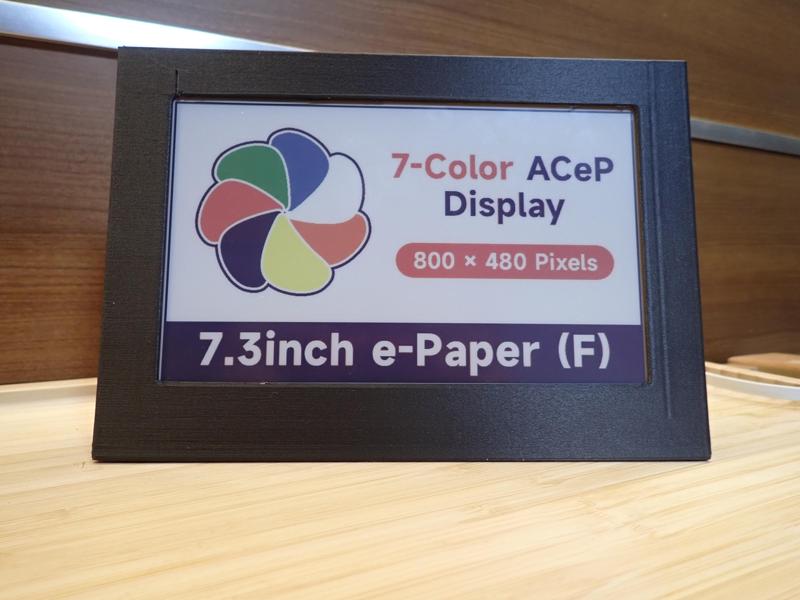 7-Color ACeP
Display
800 × 480 Pixels
7.3inch e-Paper (F)